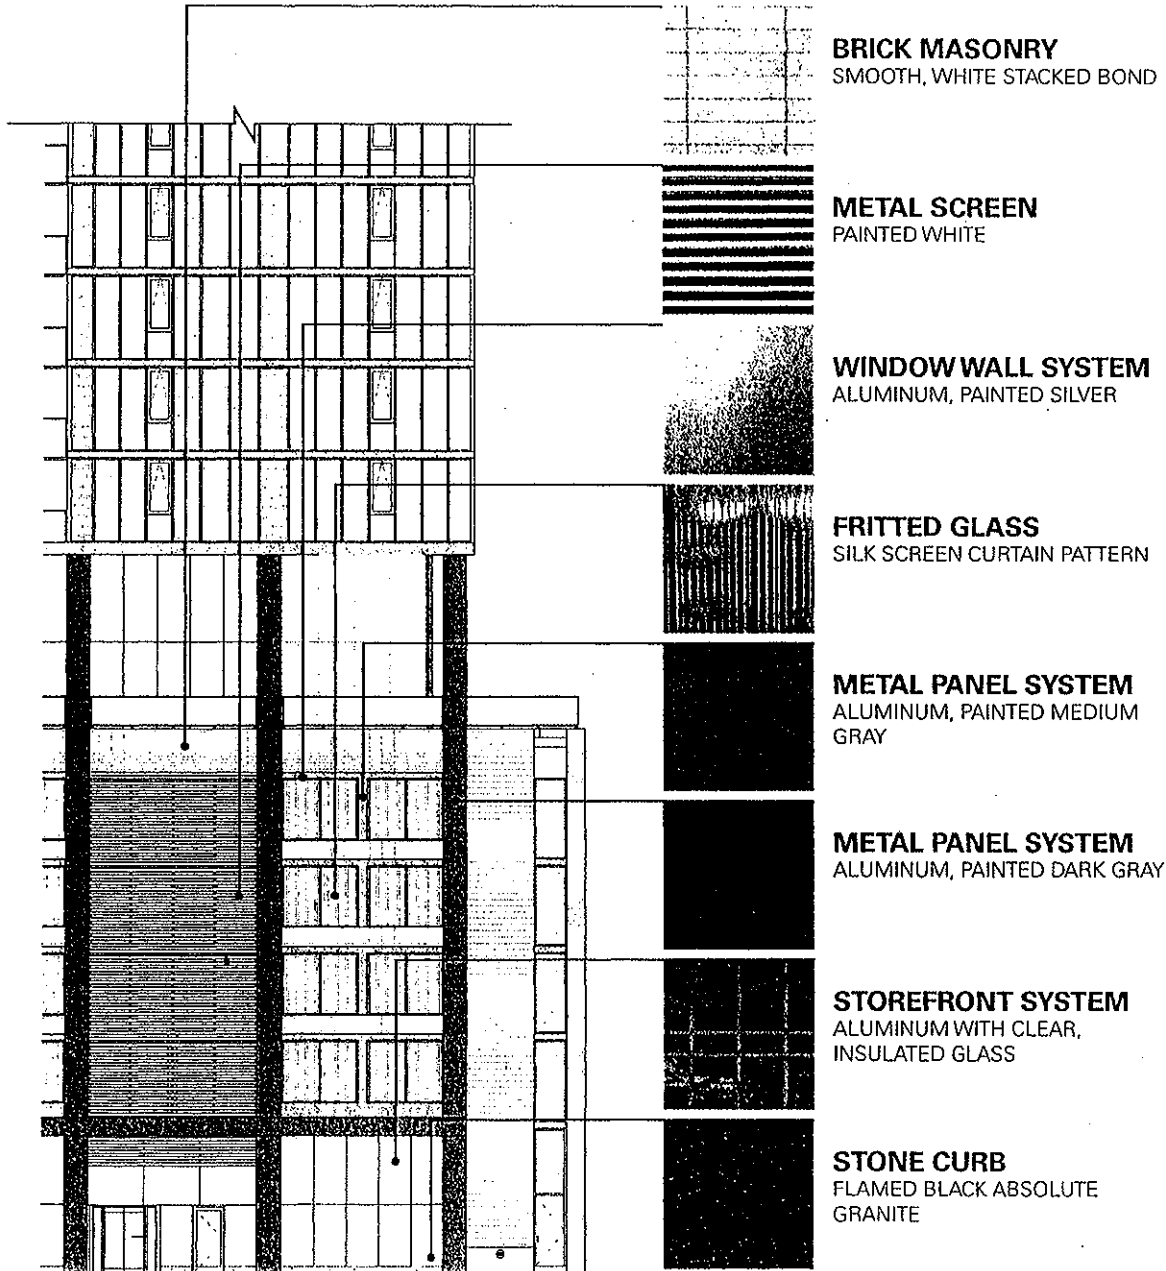 BRICK MASONRY
SMOOTH, WHITE STACKED BOND
METAL SCREEN
PAINTED WHITE
WINDOW WALL SYSTEM
ALUMINUM, PAINTED SILVER
FRITTED GLASS
SILK SCREEN CURTAIN PATTERN
METAL PANEL SYSTEM
ALUMINUM, PAINTED MEDIUM
GRAY
METAL PANEL SYSTEM
ALUMINUM, PAINTED DARK GRAY
STOREFRONT SYSTEM
ALUMINUM WITH CLEAR,
INSULATED GLASS
STONE CURB
FLAMED BLACK ABSOLUTE
GRANITE